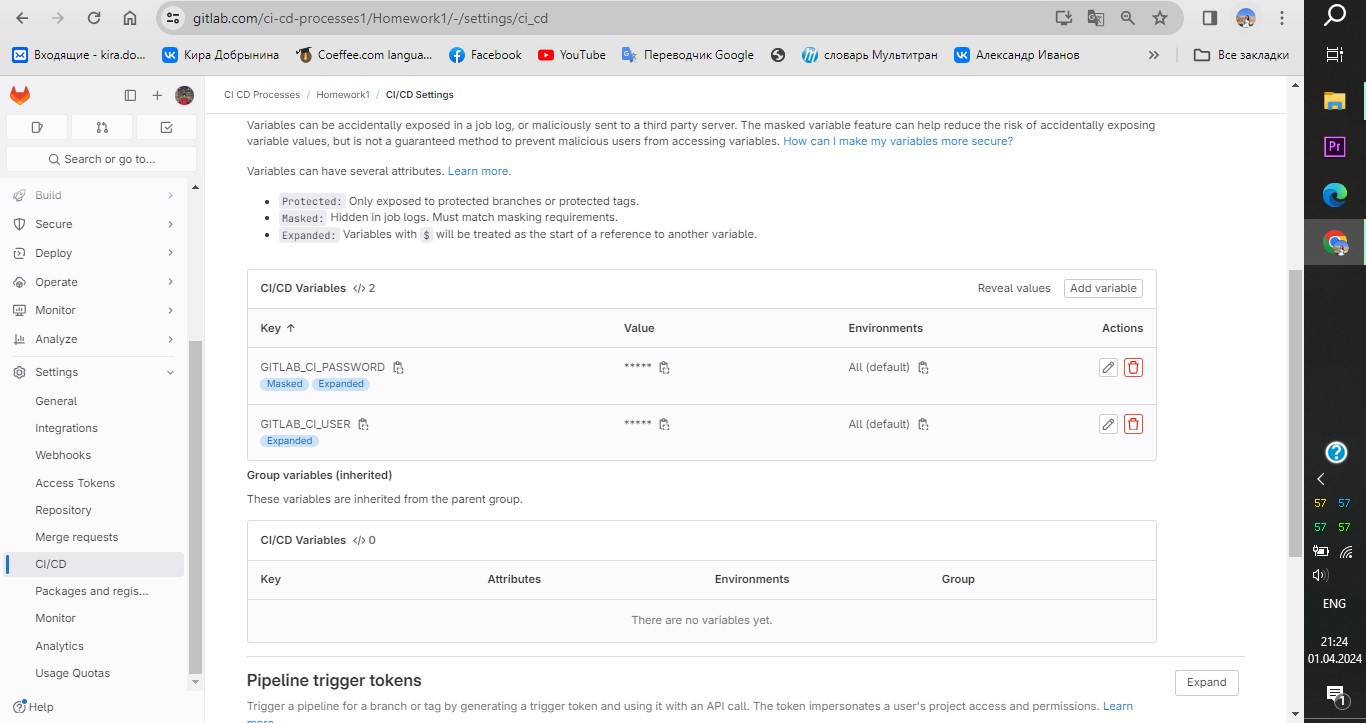 gitlab.com/ci-cd-processes1/Homework1/-/settings/ci_cd
Входящие - kira.do...
Кира Добрынина
Coeffee.com langua...
Facebook
YouTube
Переводчик Google
словарь Мультитран
Александр Иванов
»
Все закладки
CI CD Processes / Homework1 / CI/CD Settings
Search or go to...
Build
Secure
Deploy
Operate
Monitor
Analyze
Settings
General
Integrations
Webhooks
Access Tokens
Repository
Merge requests
CI/CD
Packages and regis...
Monitor
Analytics
Usage Quotas
Help
Variables can be accidentally exposed in a job log, or maliciously sent to a third party server. The masked variable feature can help reduce the risk of accidentally exposing
variable values, but is not a guaranteed method to prevent malicious users from accessing variables. How can I make my variables more secure?
Variables can have several attributes. Learn more.
• Protected: Only exposed to protected branches or protected tags.
• Masked: Hidden in job logs. Must match masking requirements.
• Expanded: Variables with $ will be treated as the start of a reference to another variable.
CI/CD Variables </> 2
Reveal values
Add variable
Key ↑ Value Environments Actions
GITLAB_CI_PASSWORD ***** All (default)
Masked Expanded
GITLAB_CI_USER ***** All (default)
Expanded
Group variables (inherited)
These variables are inherited from the parent group.
CI/CD Variables </> 0
Key Attributes Environments Group
There are no variables yet.
Pipeline trigger tokens
Expand
Trigger a pipeline for a branch or tag by generating a trigger token and using it with an API call. The token impersonates a user's project access and permissions. Learn
more.
Pr
57 57
57 57
ENG
21:24
01.04.2024
1